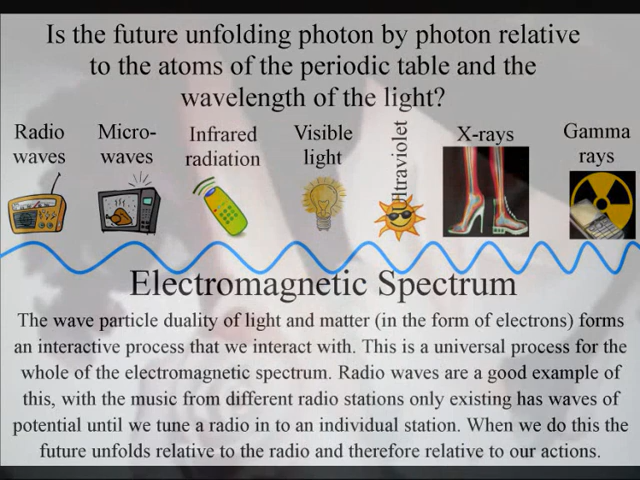 Is the future unfolding photon by photon relative
to the atoms of the periodic table and the
wavelength of the light?
Radio
waves
Micro-
waves
Infrared
radiation
Visible
light
Ultraviolet
X-rays
Gamma
rays
Electromagnetic Spectrum
The wave particle duality of light and matter (in the form of electrons) forms
an interactive process that we interact with. This is a universal process for the
whole of the electromagnetic spectrum. Radio waves are a good example of
this, with the music from different radio stations only existing has waves of
potential until we tune a radio in to an individual station. When we do this the
future unfolds relative to the radio and therefore relative to our actions.